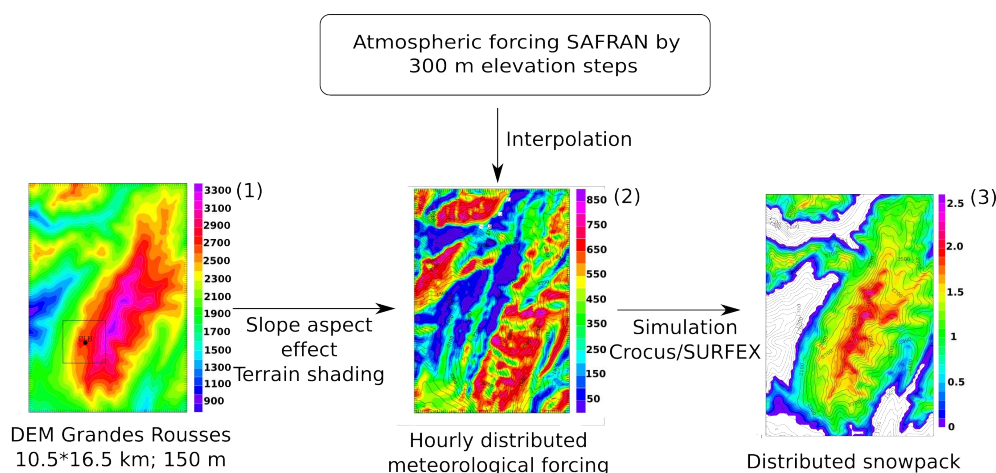 Atmospheric forcing SAFRAN by
300 m elevation steps
Interpolation
(1)
3300
3100
2900
2700
2500
2300
2100
1900
1700
1500
1300
1100
900
Slope aspect
effect
Terrain shading
DEM Grandes Rousses
10.5*16.5 km; 150 m
(2)
850
750
650
550
450
350
250
150
50
Hourly distributed
meteorological forcing
Simulation
Crocus/SURFEX
(3)
2.5
2.0
1.5
1
0.5
0
Distributed snowpack